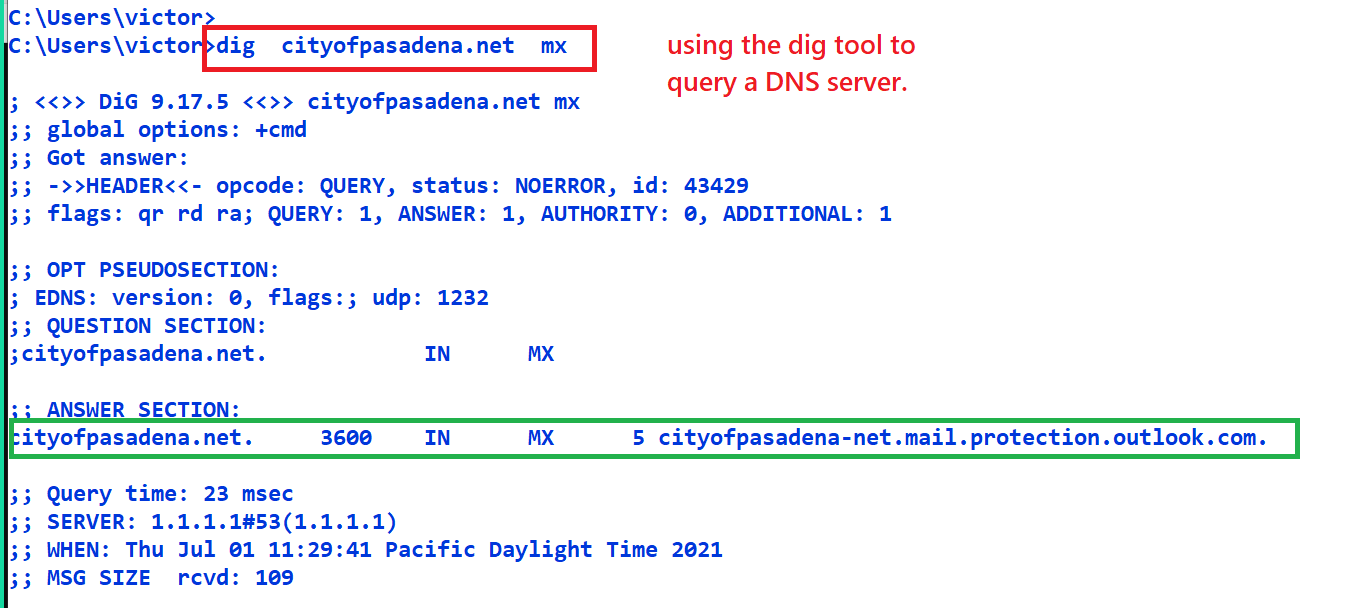 C:\Users\victor>
C:\Users\victor>dig  cityofpasadena.net  mx
using the dig tool to
query a DNS server.
; <<>> DiG 9.17.5 <<>> cityofpasadena.net mx
;; global options: +cmd
;; Got answer:
;; ->>HEADER<<- opcode: QUERY, status: NOERROR, id: 43429
;; flags: qr rd ra; QUERY: 1, ANSWER: 1, AUTHORITY: 0, ADDITIONAL: 1
;; OPT PSEUDOSECTION:
; EDNS: version: 0, flags:; udp: 1232
;; QUESTION SECTION:
;cityofpasadena.net.            IN      MX
;; ANSWER SECTION:
cityofpasadena.net.     3600    IN      MX      5 cityofpasadena-net.mail.protection.outlook.com.
;; Query time: 23 msec
;; SERVER: 1.1.1.1#53(1.1.1.1)
;; WHEN: Thu Jul 01 11:29:41 Pacific Daylight Time 2021
;; MSG SIZE  rcvd: 109